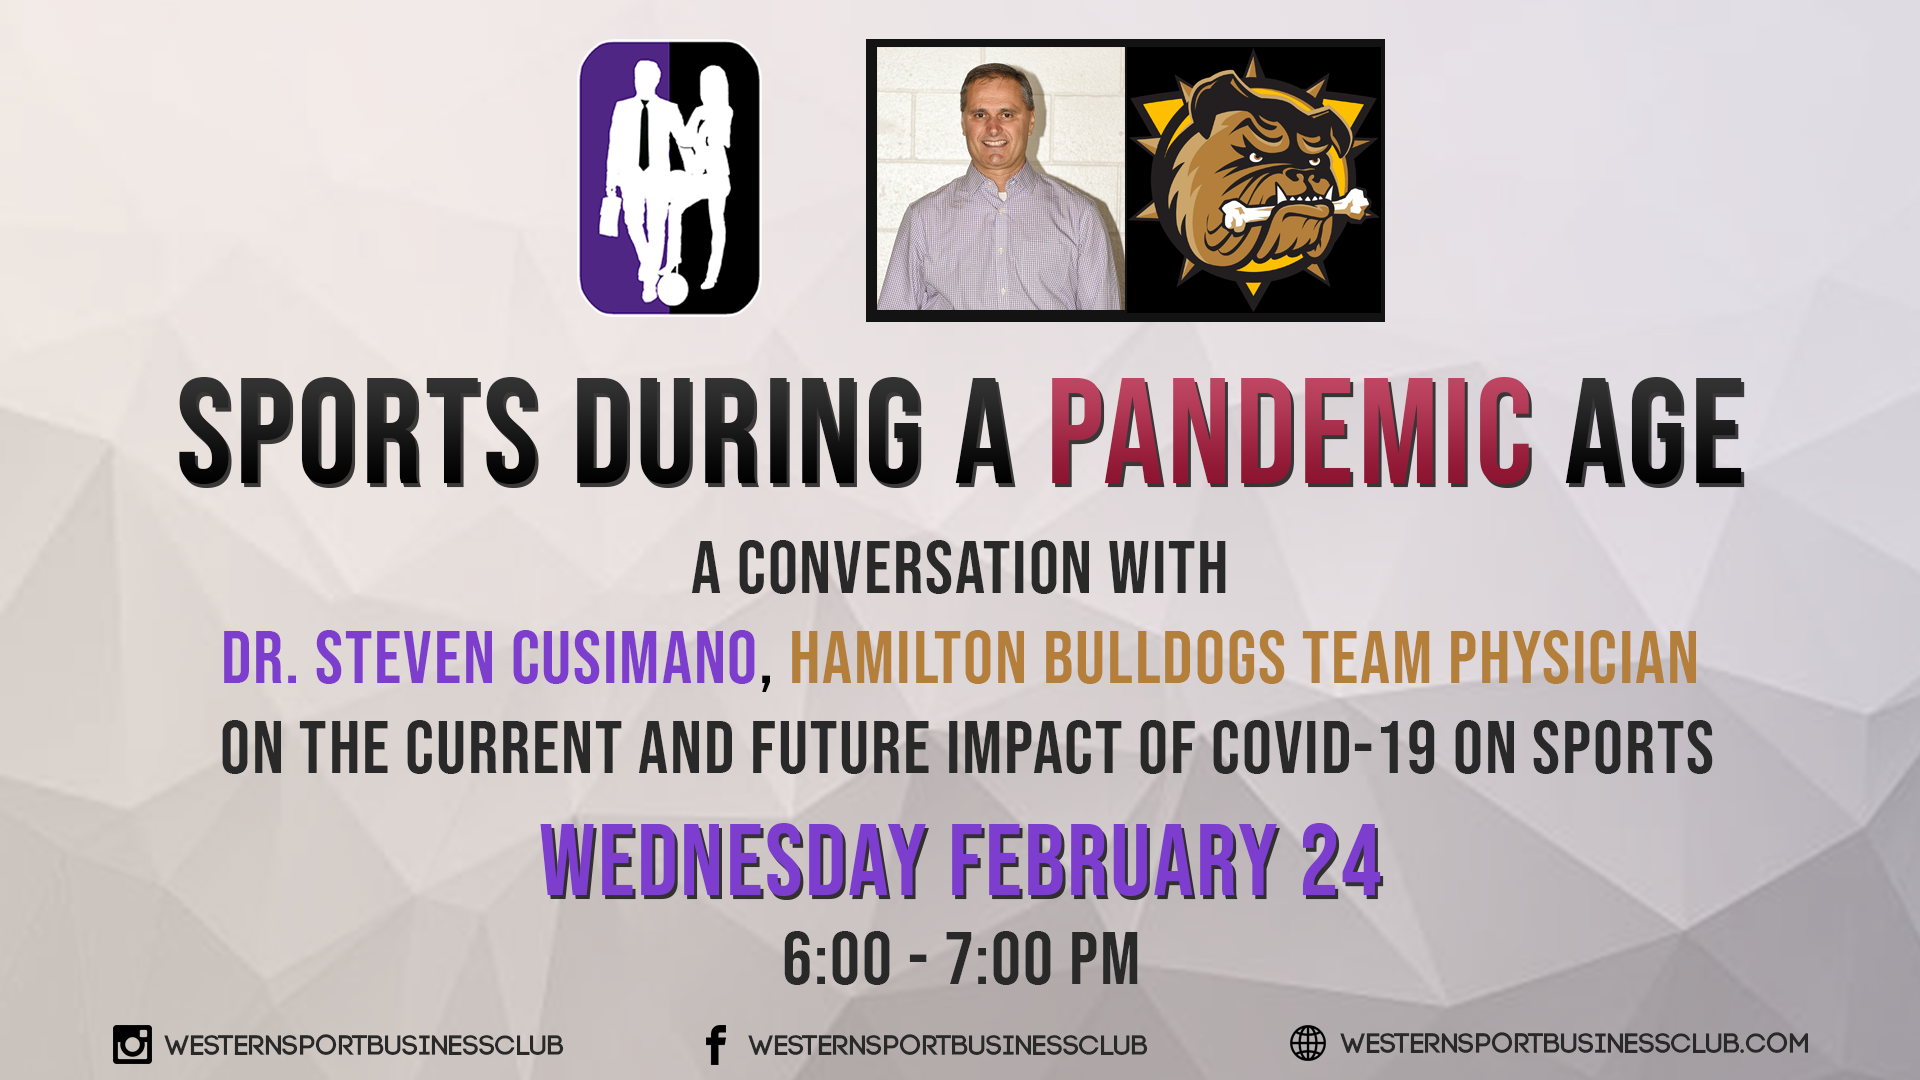 SPORTS DURING A PANDEMIC AGE
A CONVERSATION WITH
DR. STEVEN CUSIMANO, HAMILTON BULLDOGS TEAM PHYSICIAN
ON THE CURRENT AND FUTURE IMPACT OF COVID-19 ON SPORTS
WEDNESDAY FEBRUARY 24
6:00 - 7:00 PM
WESTERNSPORTBUSINESSCLUB
WESTERNSPORTBUSINESSCLUB
WESTERNSPORTBUSINESSCLUB.COM